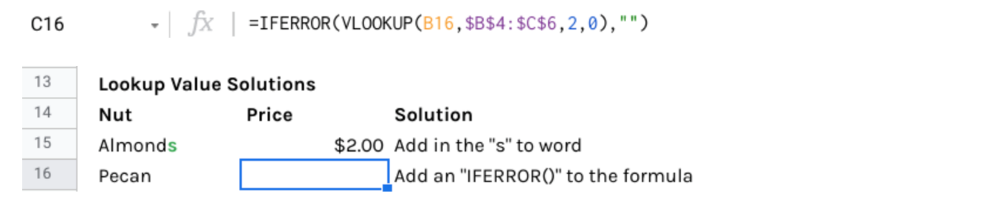 C16 fx =IFERROR(VLOOKUP(B16,$B$4:$C$6,2,0),"")
13 Lookup Value Solutions
14 Nut Price Solution
15 Almonds $2.00 Add in the "s" to word
16 Pecan Add an "IFERROR()" to the formula